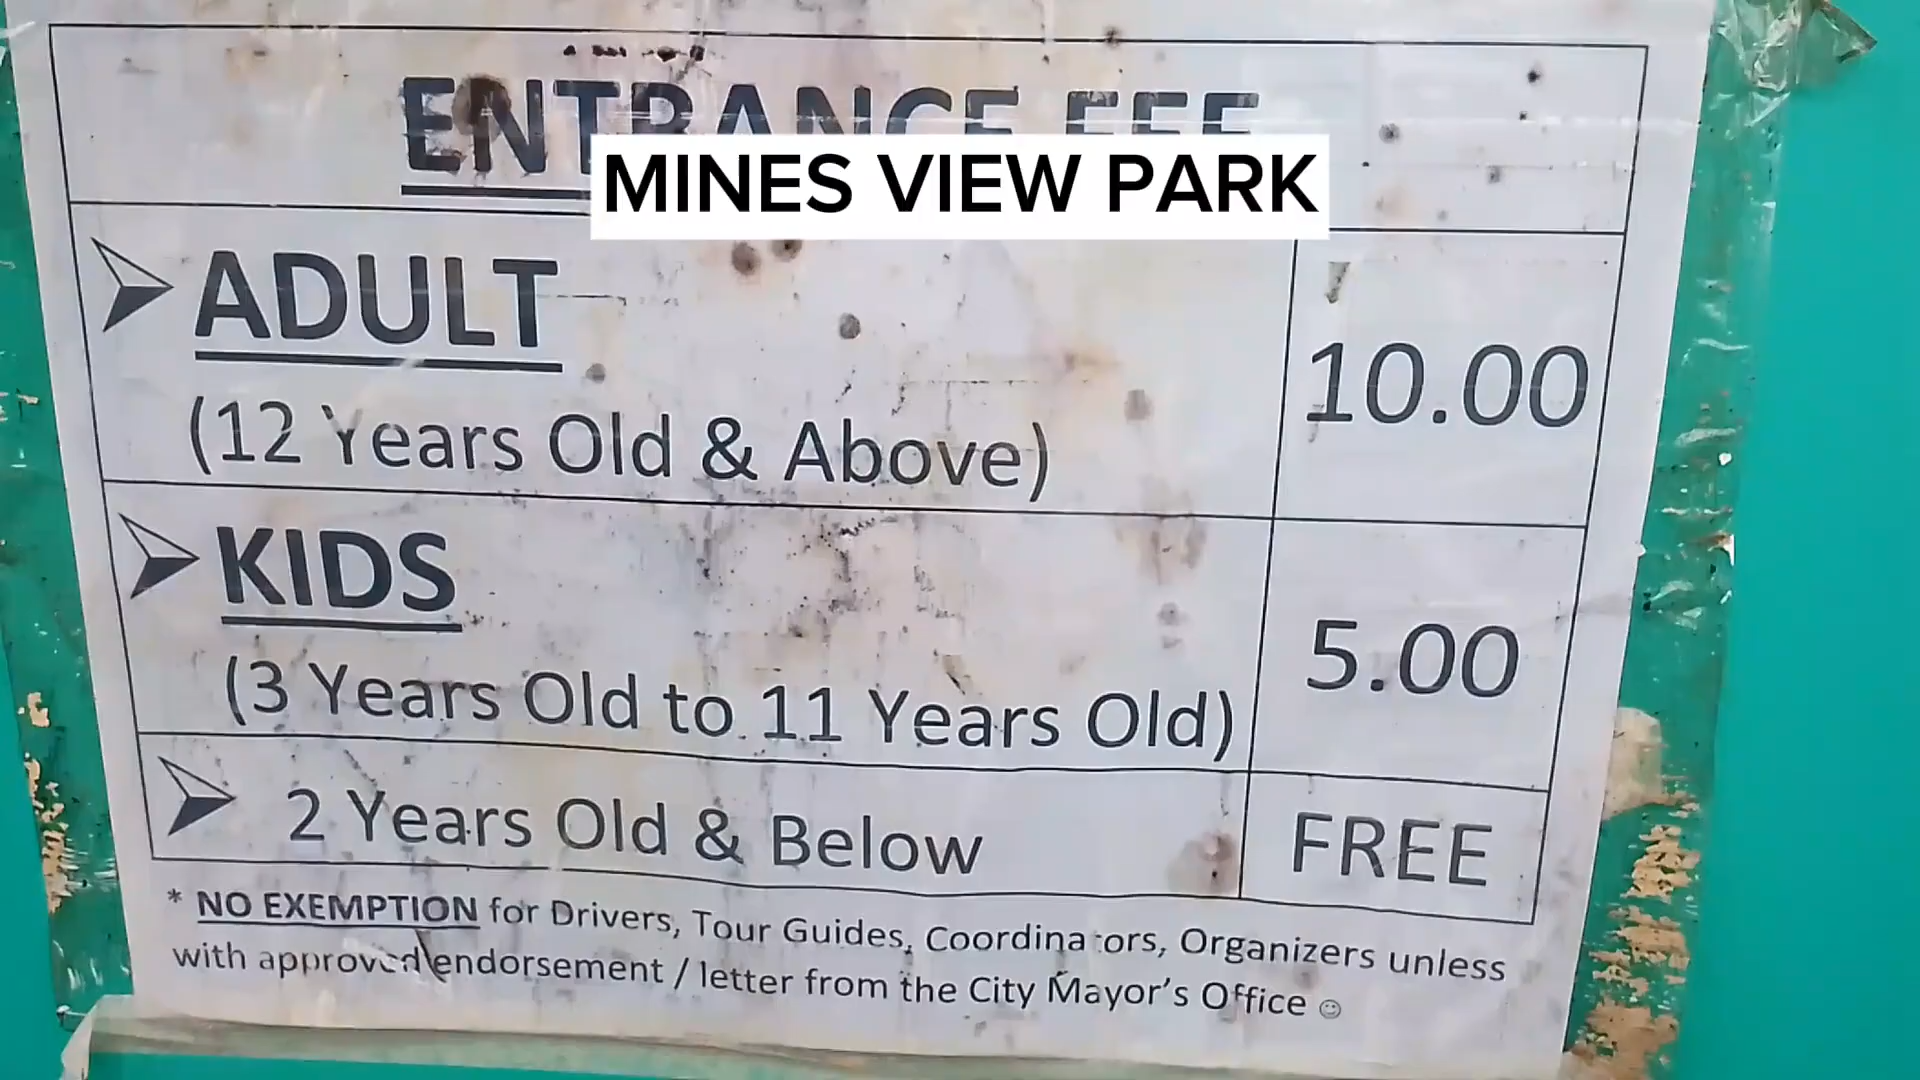 ENTRANCE FEE
MINES VIEW PARK
ADULT
(12 Years Old & Above)
10.00
KIDS
(3 Years Old to 11 Years Old)
5.00
2 Years Old & Below
FREE
* NO EXEMPTION for Drivers, Tour Guides, Coordinators, Organizers unless
with approved endorsement / letter from the City Mayor's Office ☺